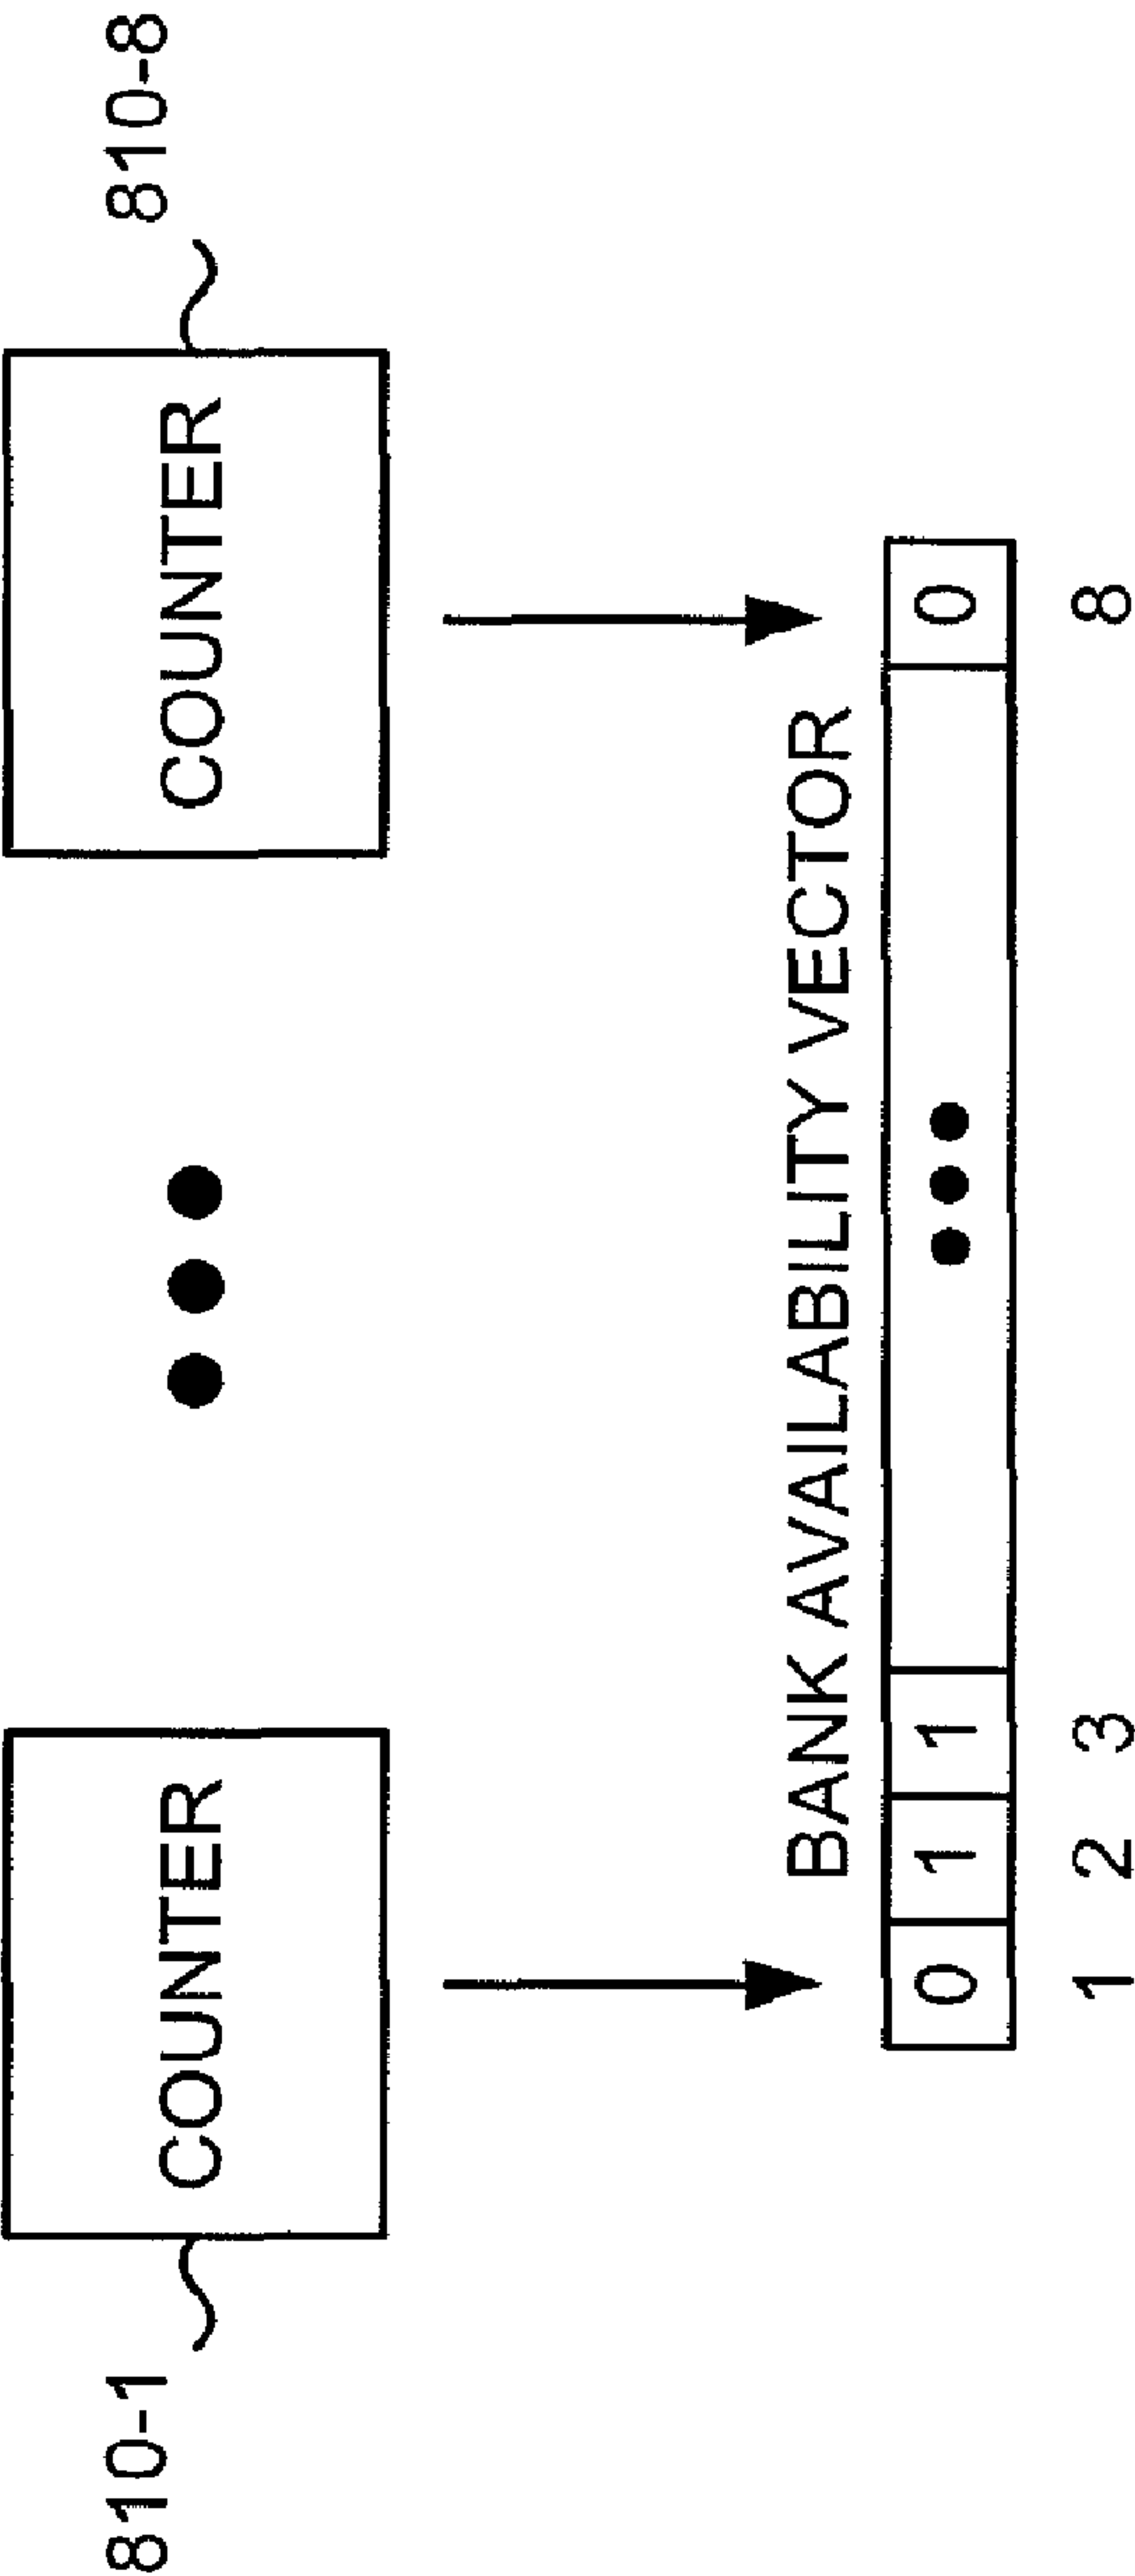 810-1 COUNTER COUNTER 810-8
BANK AVAILABILITY VECTOR
0 1 1 0
1 2 3 8